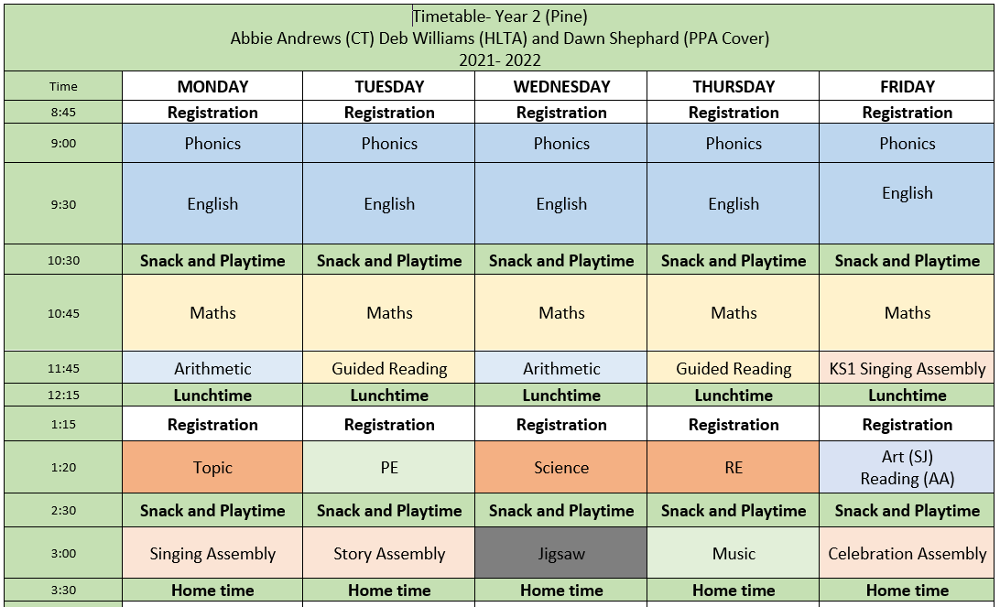 Timetable- Year 2 (Pine)
Abbie Andrews (CT) Deb Williams (HLTA) and Dawn Shephard (PPA Cover)
2021- 2022
Time MONDAY TUESDAY WEDNESDAY THURSDAY FRIDAY
8:45 Registration Registration Registration Registration Registration
9:00 Phonics Phonics Phonics Phonics Phonics
9:30 English English English English English
10:30 Snack and Playtime Snack and Playtime Snack and Playtime Snack and Playtime Snack and Playtime
10:45 Maths Maths Maths Maths Maths
11:45 Arithmetic Guided Reading Arithmetic Guided Reading KS1 Singing Assembly
12:15 Lunchtime Lunchtime Lunchtime Lunchtime Lunchtime
1:15 Registration Registration Registration Registration Registration
1:20 Topic PE Science RE Art (SJ)
Reading (AA)
2:30 Snack and Playtime Snack and Playtime Snack and Playtime Snack and Playtime Snack and Playtime
3:00 Singing Assembly Story Assembly Jigsaw Music Celebration Assembly
3:30 Home time Home time Home time Home time Home time